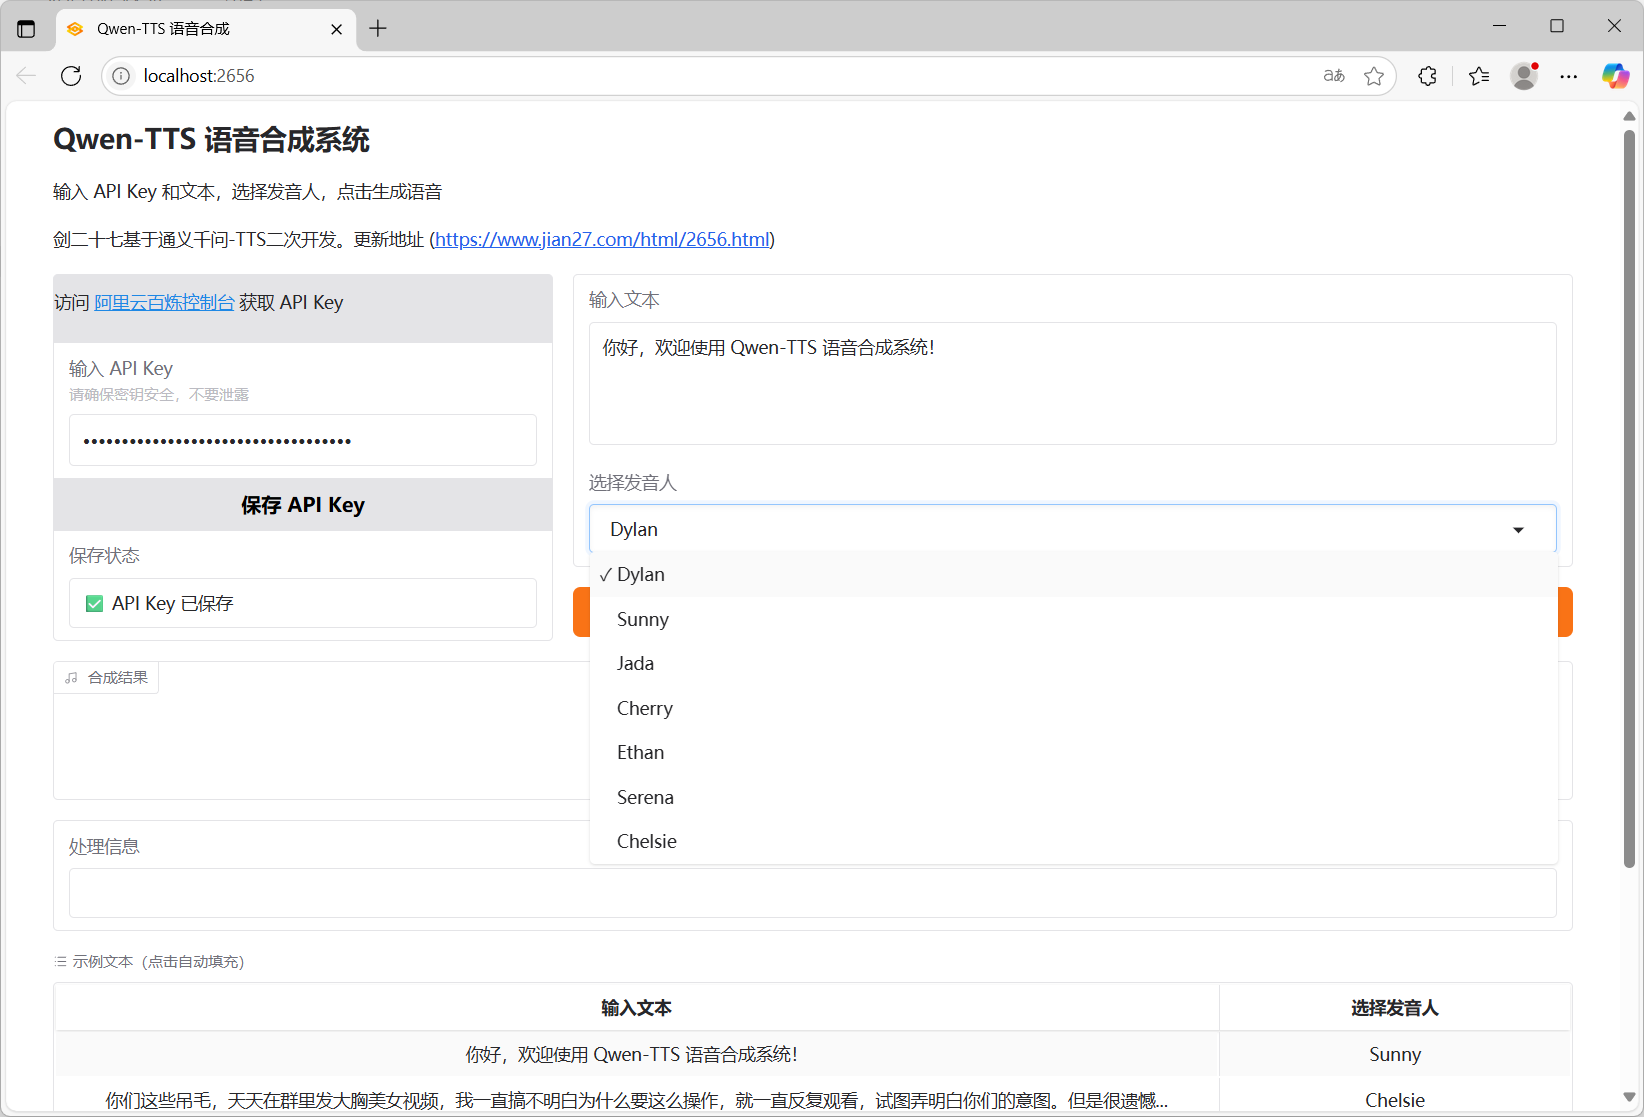 Qwen-TTS 语音合成
localhost:2656
aあ
Qwen-TTS 语音合成系统
输入 API Key 和文本，选择发音人，点击生成语音
剑二十七基于通义千问-TTS二次开发。更新地址 (https://www.jian27.com/html/2656.html)
访问 阿里云百炼控制台 获取 API Key
输入 API Key
请确保密钥安全，不要泄露
保存 API Key
保存状态
✅ API Key 已保存
输入文本
你好，欢迎使用 Qwen-TTS 语音合成系统！
选择发音人
Dylan
✓ Dylan
Sunny
Jada
Cherry
Ethan
Serena
Chelsie
合成结果
处理信息
示例文本（点击自动填充）
输入文本 选择发音人
你好，欢迎使用 Qwen-TTS 语音合成系统！ Sunny
你们这些吊毛，天天在群里发大胸美女视频，我一直搞不明白为什么要这么操作，就一直反复观看，试图弄明白你们的意图。但是很遗憾... Chelsie